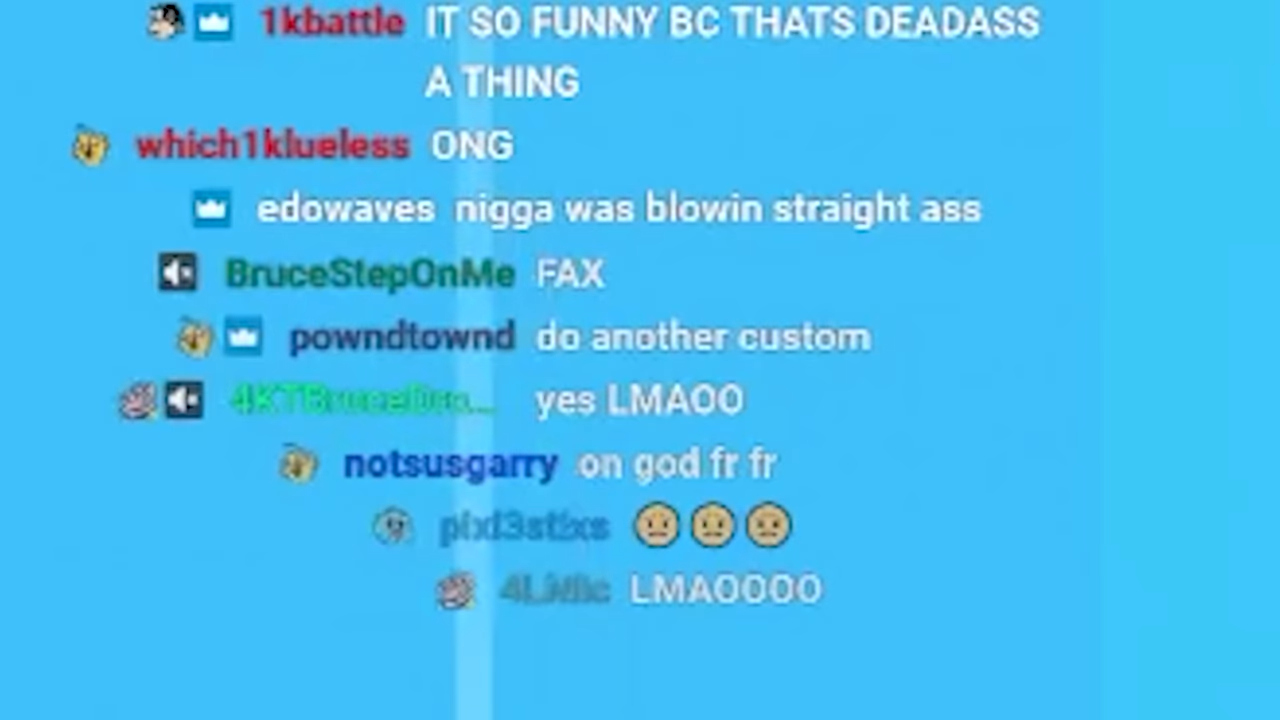 1kbattle IT SO FUNNY BC THATS DEADASS
A THING
which1klueless ONG
edowaves nigga was blowin straight ass
BruceStepOnMe FAX
powndtownd do another custom
yes LMAOO
notsusgarry on god fr fr
pixl3stixs
LMAOOOO